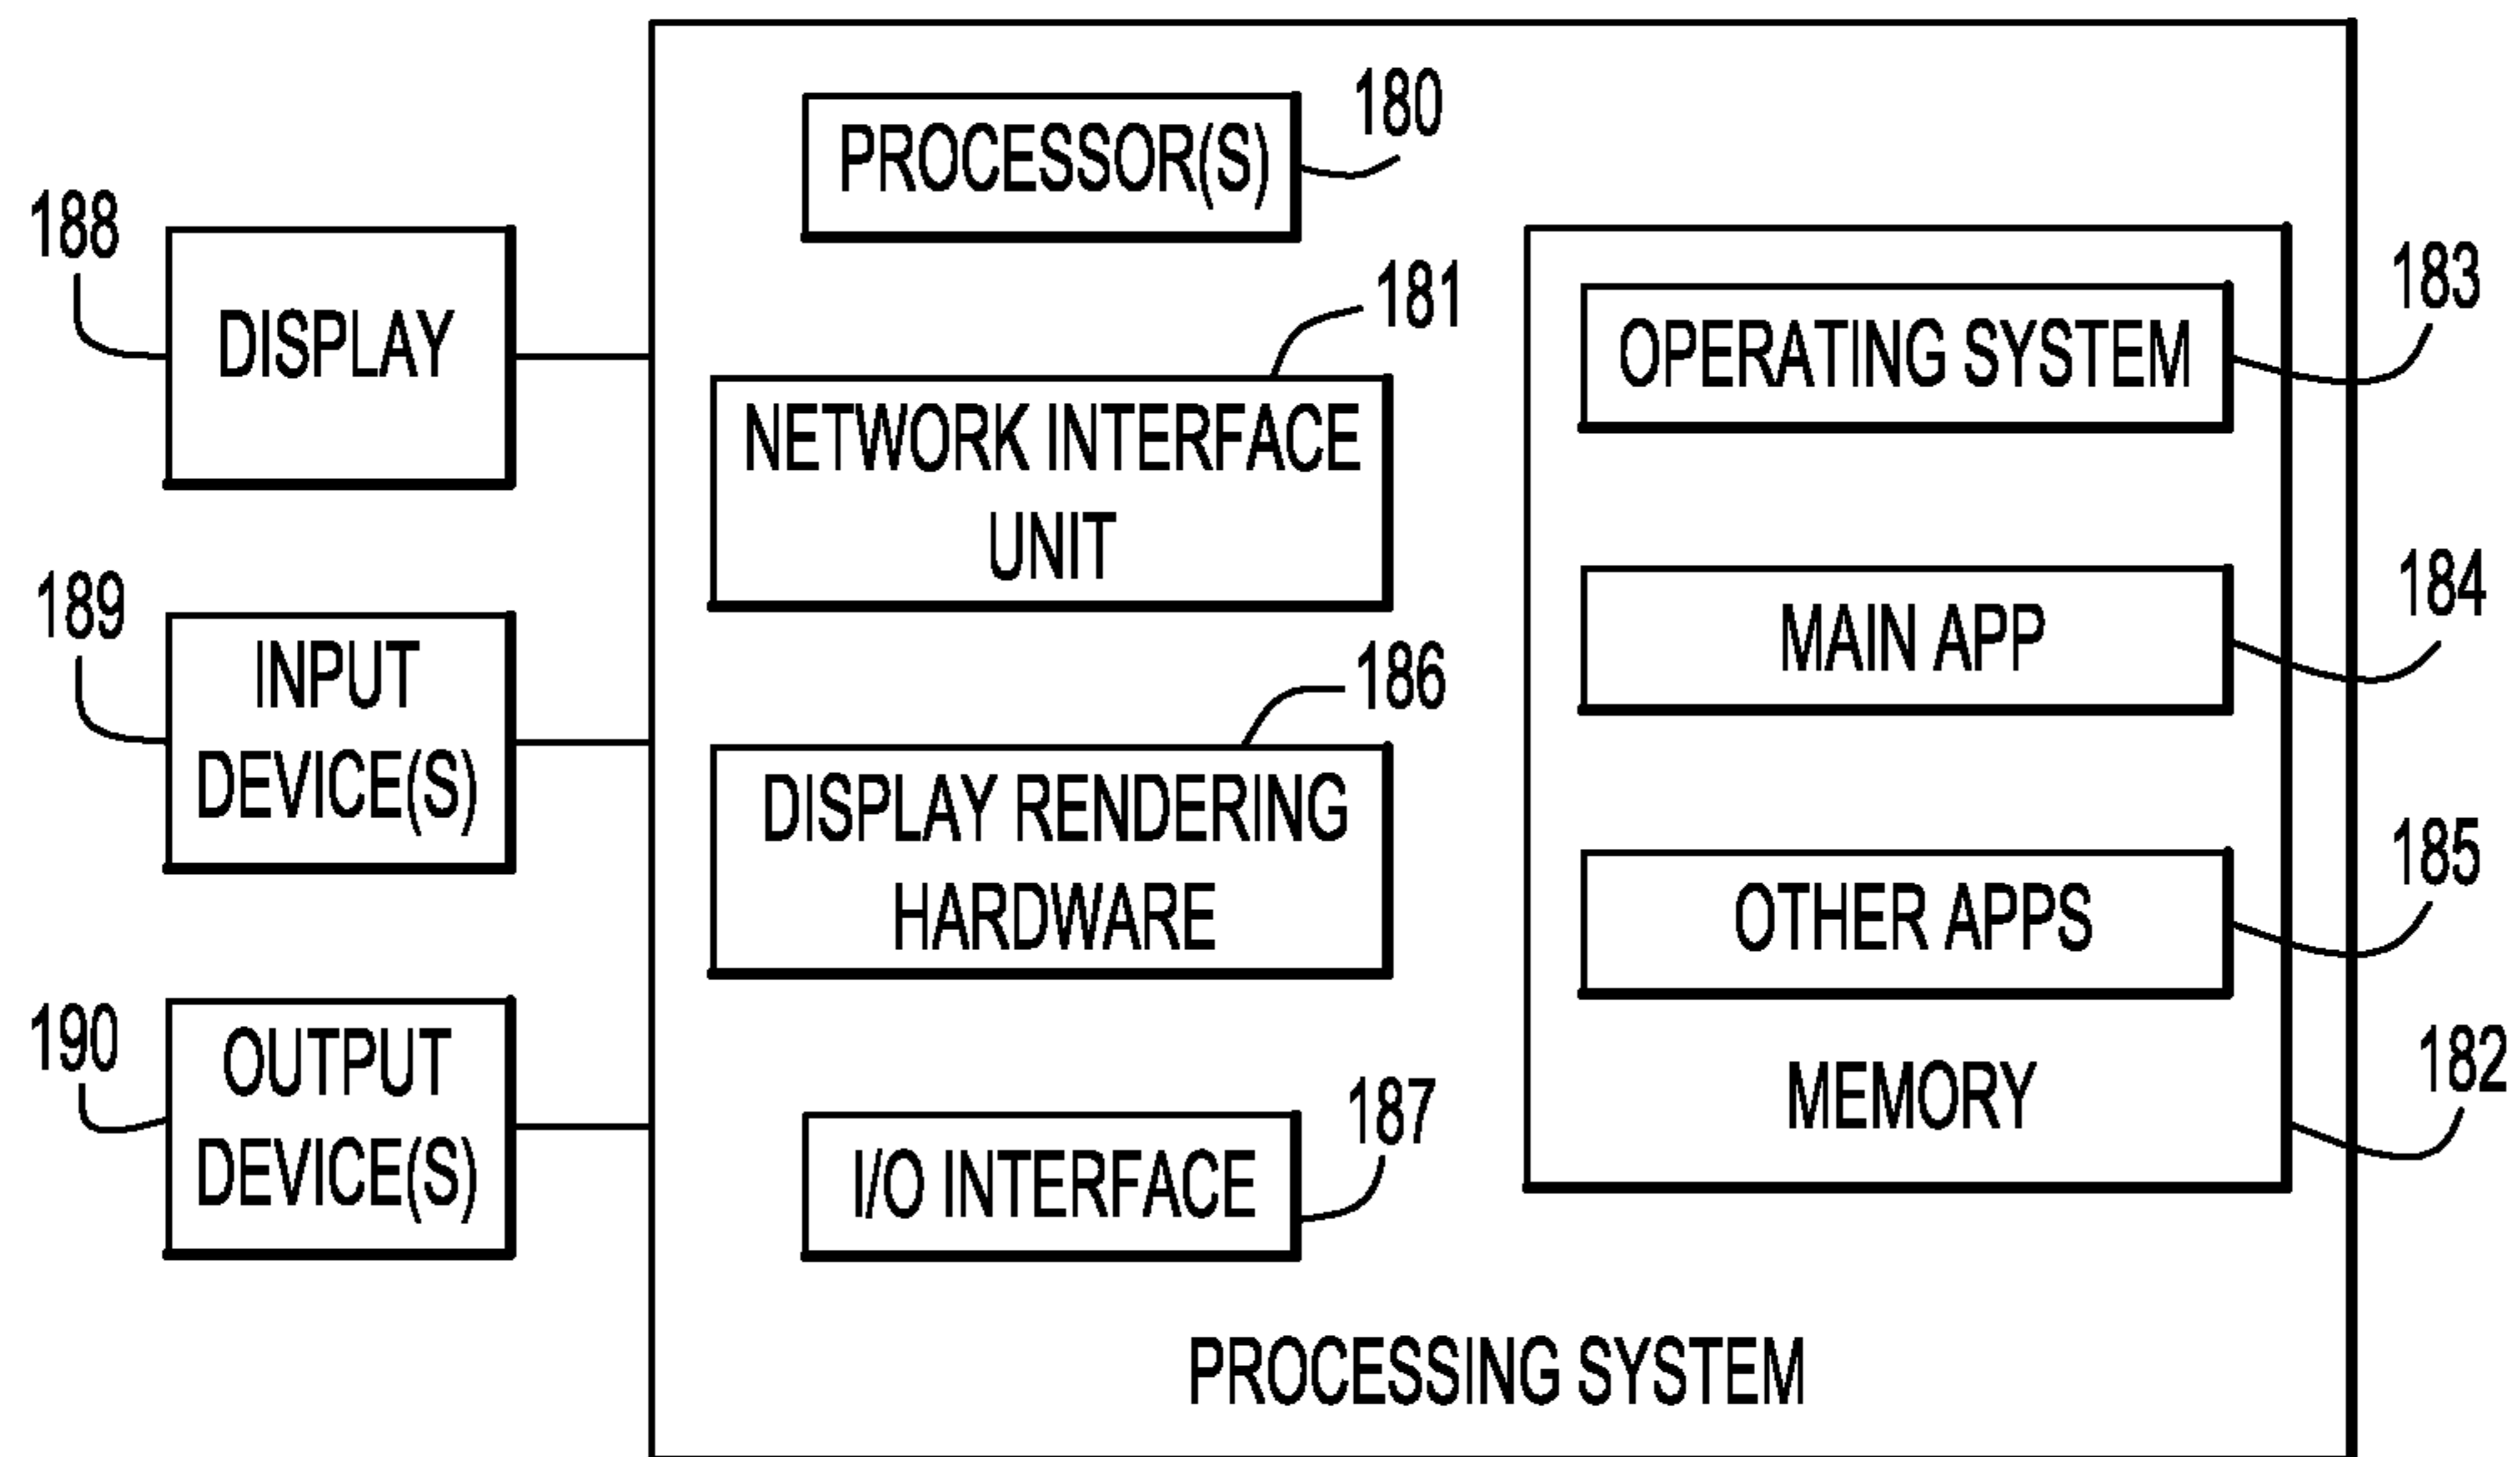 180
PROCESSOR(S)
188
DISPLAY
181
NETWORK INTERFACE
UNIT
183
OPERATING SYSTEM
189
INPUT
DEVICE(S)
184
MAIN APP
186
DISPLAY RENDERING
HARDWARE
185
OTHER APPS
190
OUTPUT
DEVICE(S)
187
I/O INTERFACE
182
MEMORY
PROCESSING SYSTEM